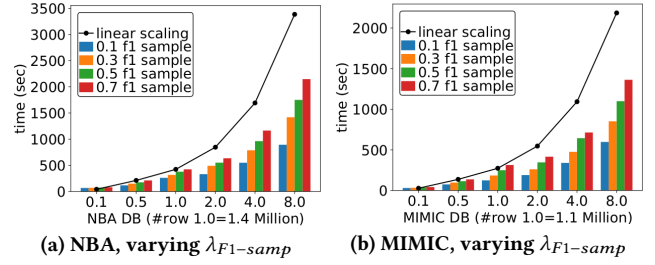 3500
3000
2500
2000
1500
1000
500
0
time (sec)
linear scaling
0.1 f1 sample
0.3 f1 sample
0.5 f1 sample
0.7 f1 sample
0.1 0.5 1.0 2.0 4.0 8.0
NBA DB (#row 1.0=1.4 Million)
(a) NBA, varying λF1−samp
2000
1500
1000
500
0
time (sec)
linear scaling
0.1 f1 sample
0.3 f1 sample
0.5 f1 sample
0.7 f1 sample
0.1 0.5 1.0 2.0 4.0 8.0
MIMIC DB (#row 1.0=1.1 Million)
(b) MIMIC, varying λF1−samp